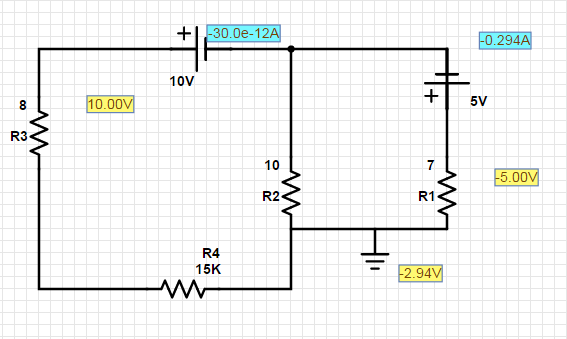 +
-30.0e-12A
-0.294A
10V
10.00V
+
5V
8
R3
10
R2
7
R1
-5.00V
R4
15K
-2.94V